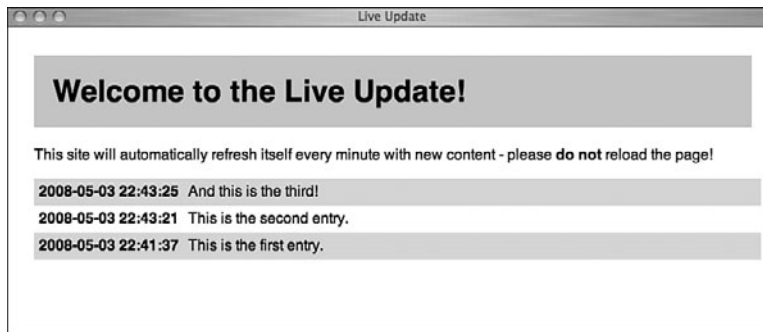 Live Update
Welcome to the Live Update!
This site will automatically refresh itself every minute with new content - please do not reload the page!
2008-05-03 22:43:25 And this is the third!
2008-05-03 22:43:21 This is the second entry.
2008-05-03 22:41:37 This is the first entry.